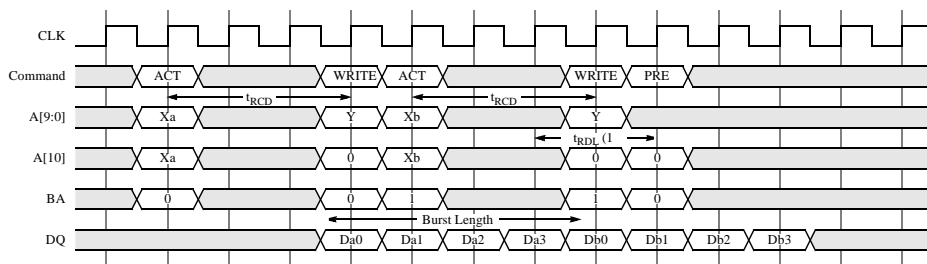 CLK
Command ACT WRITE ACT WRITE PRE
tRCD tRCD
A[9:0] Xa Y Xb Y
tRDL (1
A[10] Xa 0 Xb 0 0
BA 0 0 1 1 0
Burst Length
DQ Da0 Da1 Da2 Da3 Db0 Db1 Db2 Db3